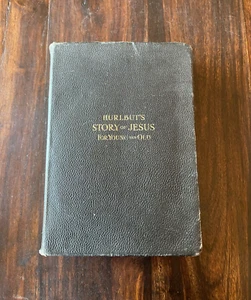 HURLBUT'S
STORY OF JESUS
FOR YOUNG AND OLD